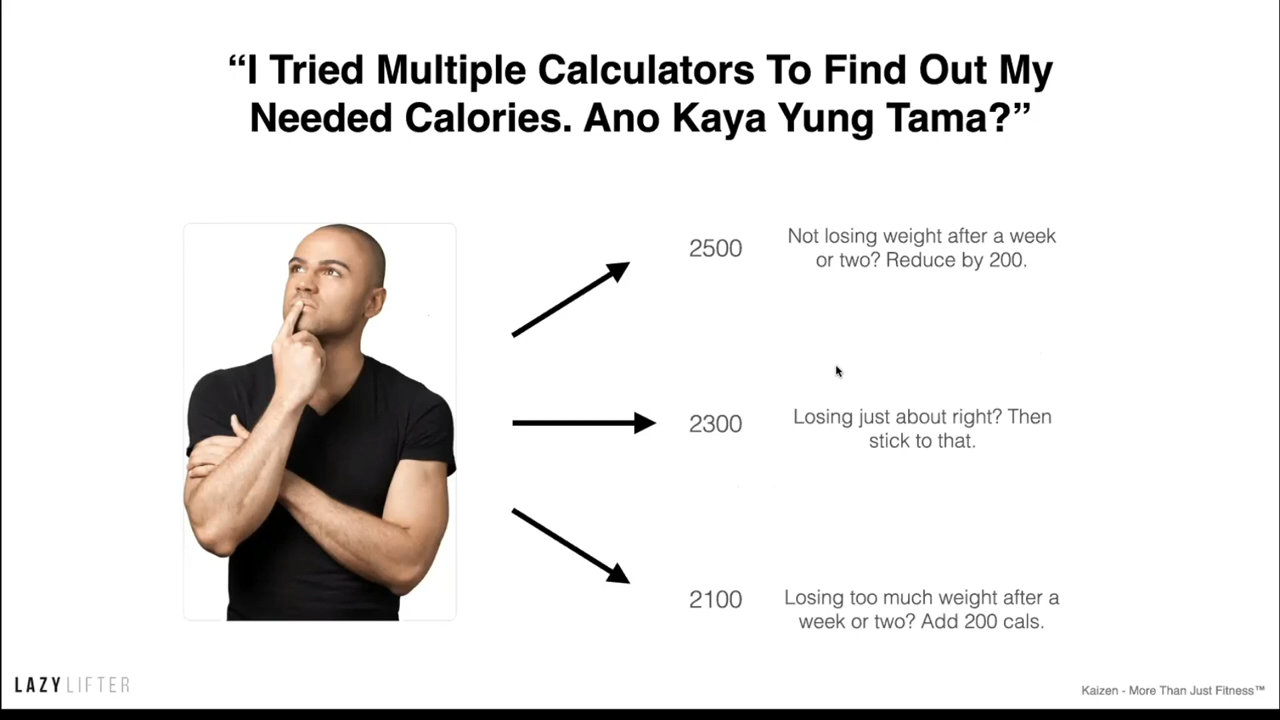 “I Tried Multiple Calculators To Find Out My
Needed Calories. Ano Kaya Yung Tama?”
2500
Not losing weight after a week
or two? Reduce by 200.
2300
Losing just about right? Then
stick to that.
2100
Losing too much weight after a
week or two? Add 200 cals.
LAZYLIFTER
Kaizen - More Than Just Fitness™